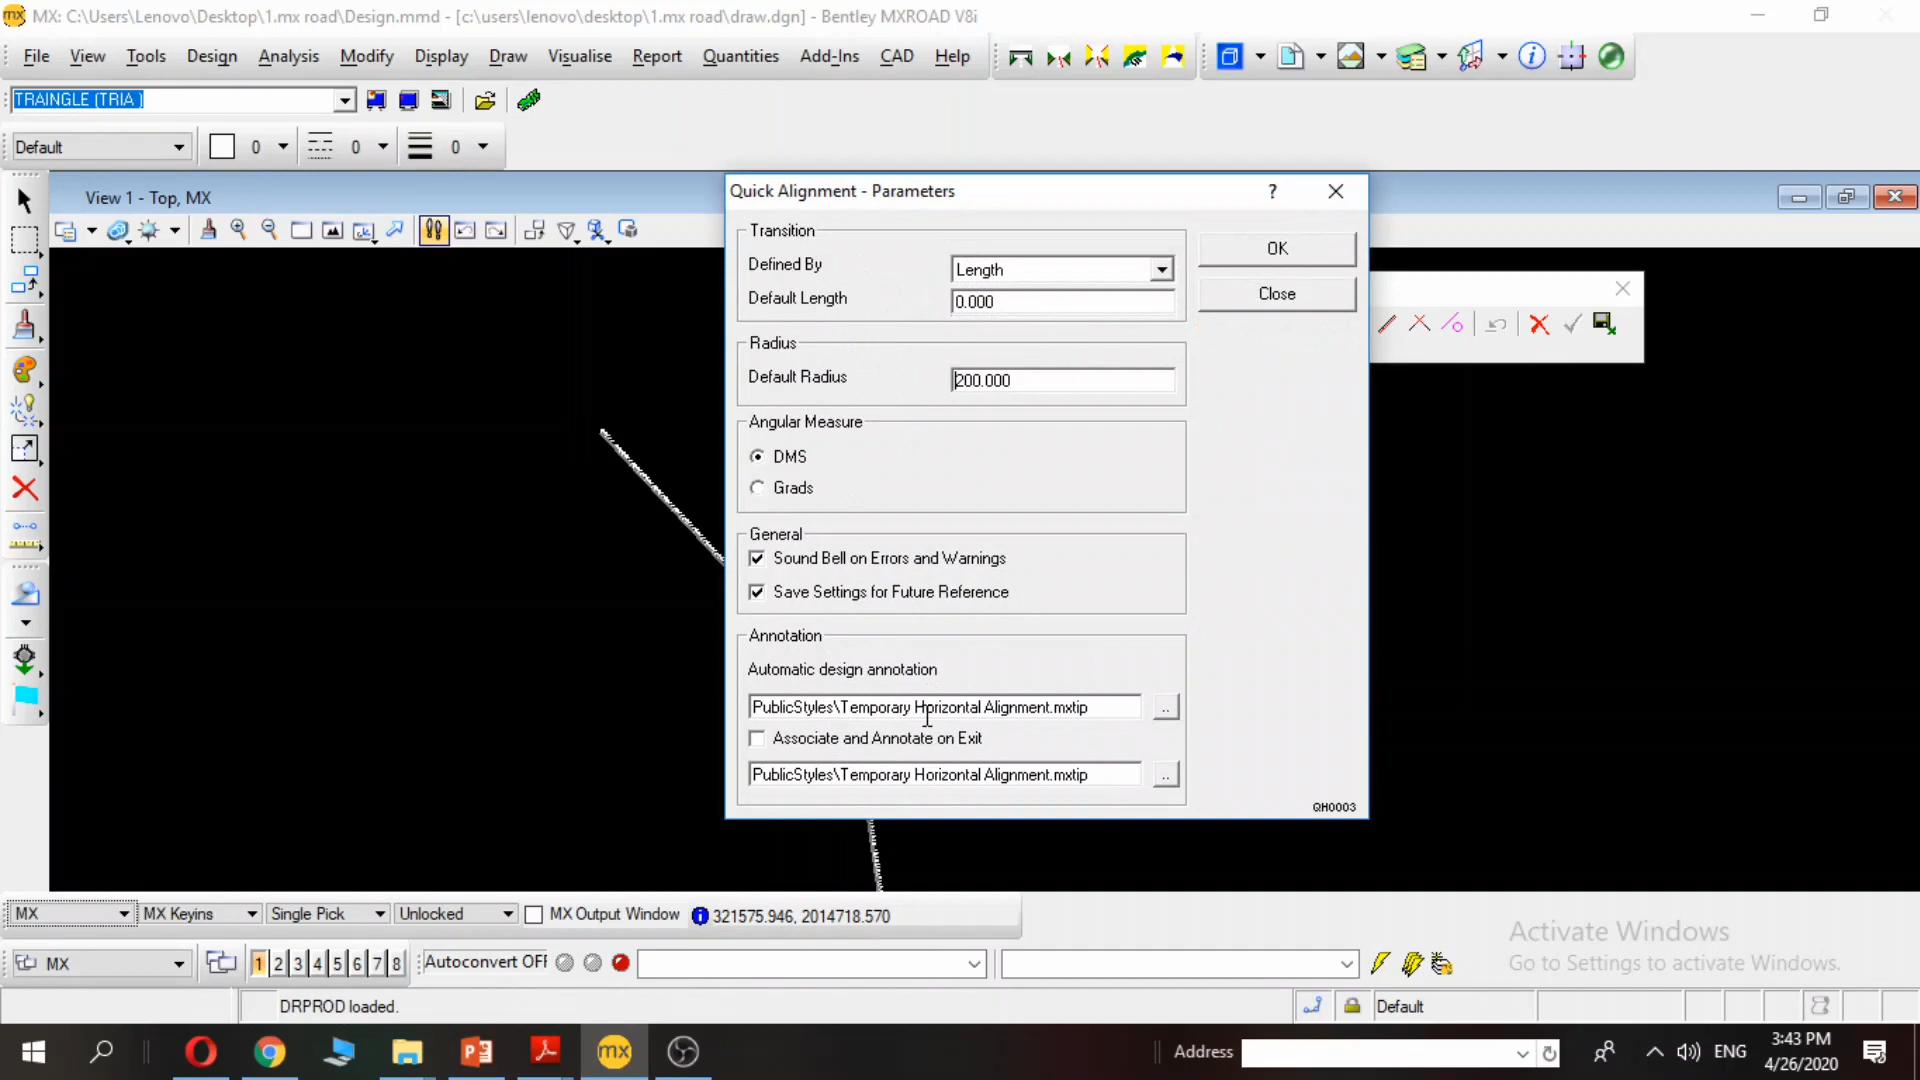 MX: C:\Users\Lenovo\Desktop\1.mx road\Design.mmd - [c:\users\lenovo\desktop\1.mx road\draw.dgn] - Bentley MXROAD V8i
File View Tools Design Analysis Modify Display Draw Visualise Report Quantities Add-Ins CAD Help
TRAINGLE (TRIA )
Default 0 0 0
View 1 - Top, MX
Quick Alignment - Parameters
?
Transition
Defined By Length
Default Length 0.000
OK
Close
Radius
Default Radius 200.000
Angular Measure
DMS
Grads
General
Sound Bell on Errors and Warnings
Save Settings for Future Reference
Annotation
Automatic design annotation
PublicStyles\Temporary Horizontal Alignment.mxtip ..
Associate and Annotate on Exit
PublicStyles\Temporary Horizontal Alignment.mxtip ..
QH0003
MX MX Keyins Single Pick Unlocked MX Output Window 321575.946, 2014718.570
Activate Windows
Go to Settings to activate Windows.
MX 1 2 3 4 5 6 7 8 Autoconvert OFF
DRPROD loaded. Default
mx Address ENG 3:43 PM
4/26/2020